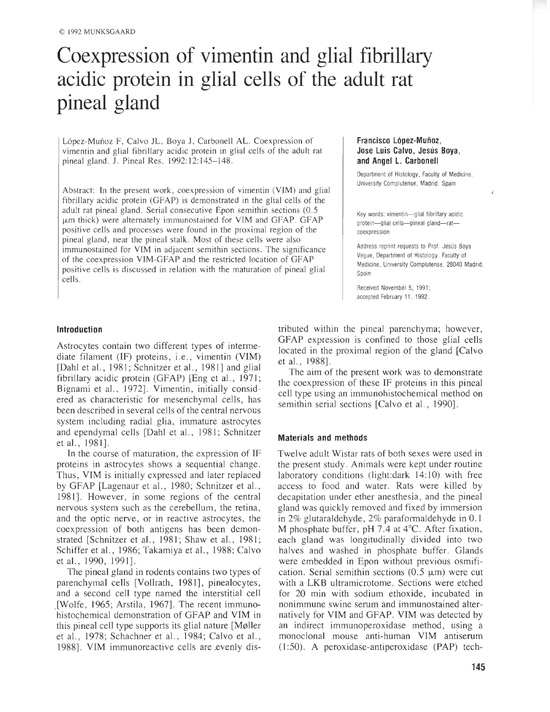 © 1992 MUNKSGAARD
Coexpression of vimentin and glial fibrillary
acidic protein in glial cells of the adult rat
pineal gland
López-Muñoz F, Calvo JL, Boya J, Carbonell AL. Coexpression of
vimentin and glial fibrillary acidic protein in glial cells of the adult rat
pineal gland. J. Pineal Res. 1992:12:145–148.
Abstract: In the present work, coexpression of vimentin (VIM) and glial
fibrillary acidic protein (GFAP) is demonstrated in the glial cells of the
adult rat pineal gland. Serial consecutive Epon semithin sections (0.5
μm thick) were alternatively immunostained for VIM and GFAP. GFAP
positive cells and processes were found in the proximal region of the
pineal gland, near the pineal stalk. Most of these cells were also
immunostained for VIM in adjacent semithin sections. The significance
of the coexpression VIM-GFAP and the restricted location of GFAP
positive cells is discussed in relation with the maturation of pineal glial
cells.
Francisco López-Muñoz,
Jose Luis Calvo, Jesús Boya,
and Angel L. Carbonell
Department of Histology, Faculty of Medicine,
University Complutense, Madrid, Spain
Key words: vimentin—glial fibrillary acidic
protein—glial cells—pineal gland—rat—
coexpression
Address reprint requests to Prof. Jesús Boya
Vegue, Department of Histology, Faculty of
Medicine, University Complutense, 28040 Madrid,
Spain
Received November 5, 1991;
accepted February 11, 1992.
Introduction
Astrocytes contain two different types of interme-
diate filament (IF) proteins, i.e., vimentin (VIM)
[Dahl et al., 1981; Schnitzer et al., 1981] and glial
fibrillary acidic protein (GFAP) [Eng et al., 1971;
Bignami et al., 1972]. Vimentin, initially consid-
ered as characteristic for mesenchymal cells, has
been described in several cells of the central nervous
system including radial glia, immature astrocytes
and ependymal cells [Dahl et al., 1981; Schnitzer
et al., 1981].
In the course of maturation, the expression of IF
proteins in astrocytes shows a sequential change.
Thus, VIM is initially expressed and later replaced
by GFAP [Lagenaur et al., 1980; Schnitzer et al.,
1981]. However, in some regions of the central
nervous system such as the cerebellum, the retina,
and the optic nerve, or in reactive astrocytes, the
coexpression of both antigens has been demon-
strated [Schnitzer et al., 1981; Shaw et al., 1981;
Schiffer et al., 1986; Takamiya et al., 1988; Calvo
et al., 1990, 1991].
The pineal gland in rodents contains two types of
parenchymal cells [Vollrath, 1981], pinealocytes,
and a second cell type named the interstitial cell
[Wolfe, 1965; Arstila, 1967]. The recent immuno-
histochemical demonstration of GFAP and VIM in
this pineal cell type supports its glial nature [Møller
et al., 1978; Schachner et al., 1984; Calvo et al.,
1988]. VIM immunoreactive cells are evenly dis-
tributed within the pineal parenchyma; however,
GFAP expression is confined to those glial cells
located in the proximal region of the gland [Calvo
et al., 1988].
The aim of the present work was to demonstrate
the coexpression of these IF proteins in this pineal
cell type using an immunohistochemical method on
semithin serial sections [Calvo et al., 1990].
Materials and methods
Twelve adult Wistar rats of both sexes were used in
the present study. Animals were kept under routine
laboratory conditions (light:dark 14:10) with free
access to food and water. Rats were killed by
decapitation under ether anesthesia, and the pineal
gland was quickly removed and fixed by immersion
in 2% glutaraldehyde, 2% paraformaldehyde in 0.1
M phosphate buffer, pH 7.4 at 4°C. After fixation,
each gland was longitudinally divided into two
halves and washed in phosphate buffer. Glands
were embedded in Epon without previous osmifi-
cation. Serial semithin sections (0.5 μm) were cut
with a LKB ultramicrotome. Sections were etched
for 20 min with sodium ethoxide, incubated in
nonimmune swine serum and immunostained alter-
natively for VIM and GFAP. VIM was detected by
an indirect immunoperoxidase method, using a
monoclonal mouse anti-human VIM antiserum
(1:50). A peroxidase-antiperoxidase (PAP) tech-
145